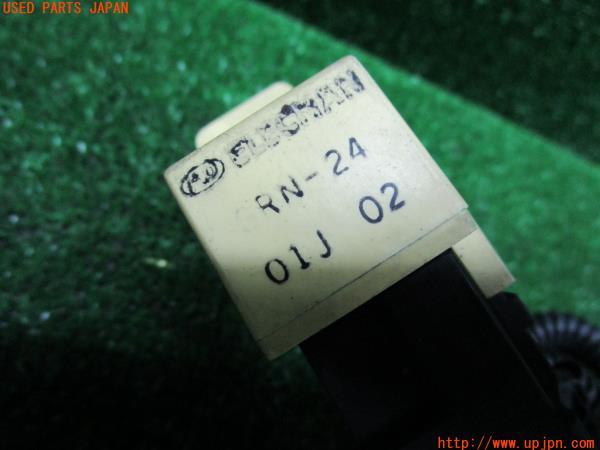 USED PARTS JAPAN
RN-24
01J 02
http://www.upjpn.com